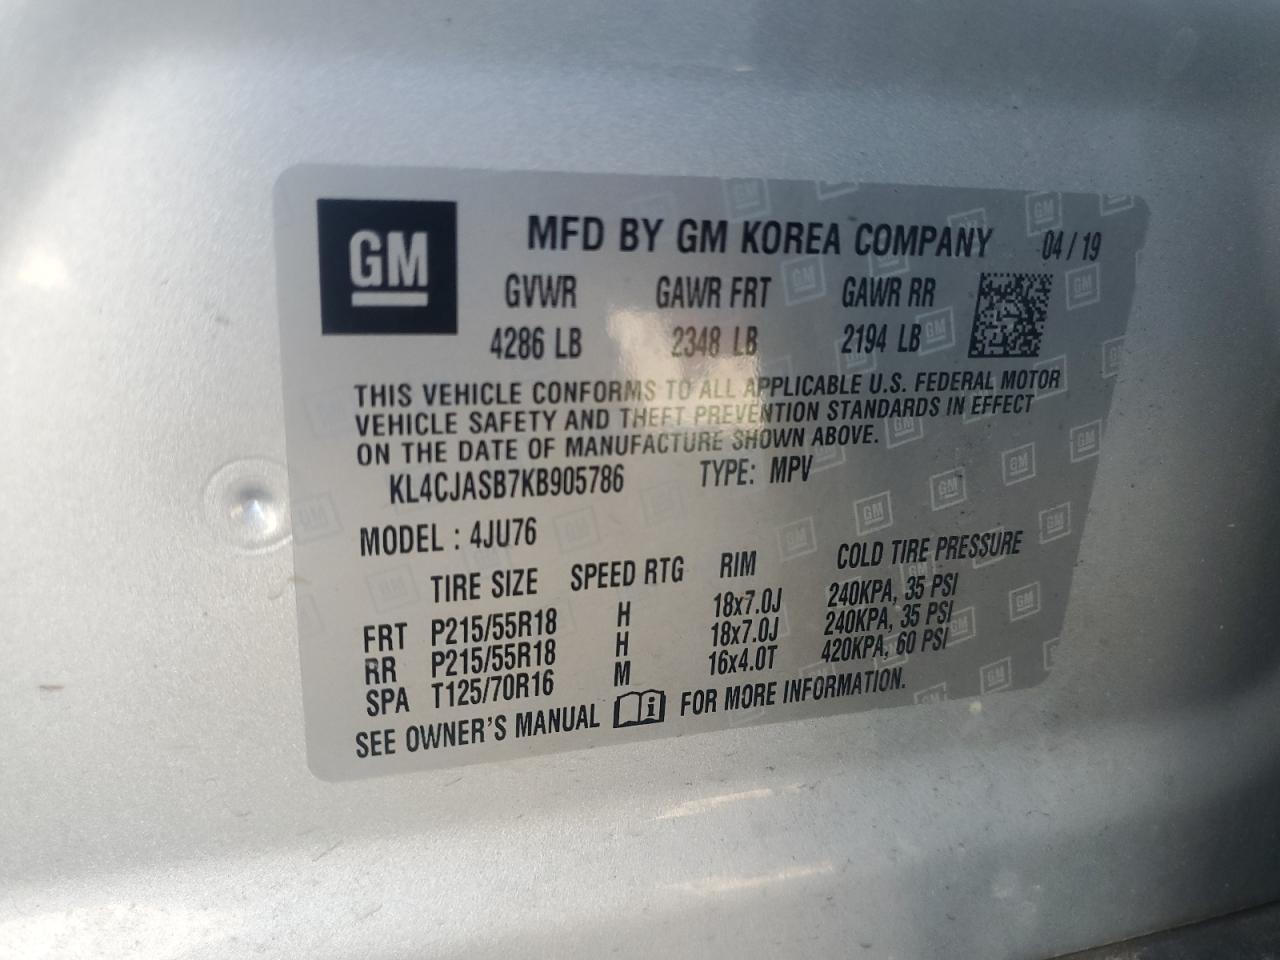 GM
MFD BY GM KOREA COMPANY 04/19
GVWR GAWR FRT GAWR RR
4286 LB 2348 LB 2194 LB
THIS VEHICLE CONFORMS TO ALL APPLICABLE U.S. FEDERAL MOTOR
VEHICLE SAFETY AND THEFT PREVENTION STANDARDS IN EFFECT
ON THE DATE OF MANUFACTURE SHOWN ABOVE.
KL4CJASB7KB905786 TYPE: MPV
MODEL : 4JU76
TIRE SIZE SPEED RTG RIM COLD TIRE PRESSURE
FRT P215/55R18 H 18x7.0J 240KPA, 35 PSI
RR P215/55R18 H 18x7.0J 240KPA, 35 PSI
SPA T125/70R16 M 16x4.0T 420KPA, 60 PSI
SEE OWNER'S MANUAL i FOR MORE INFORMATION.